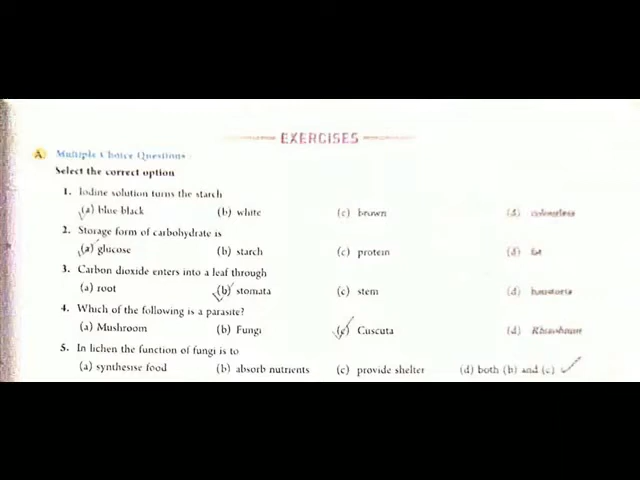 EXERCISES
A. Multiple Choice Questions
Select the correct option
1. Iodine solution turns the starch
(a) blue black (b) white (c) brown (d) colourless
2. Storage form of carbohydrate is
(a) glucose (b) starch (c) protein (d) fat
3. Carbon dioxide enters into a leaf through
(a) root (b) stomata (c) stem (d) haustoria
4. Which of the following is a parasite?
(a) Mushroom (b) Fungi (c) Cuscuta (d)
5. In lichen the function of fungi is to
(a) synthesise food (b) absorb nutrients (c) provide shelter (d) both (b) and (c)